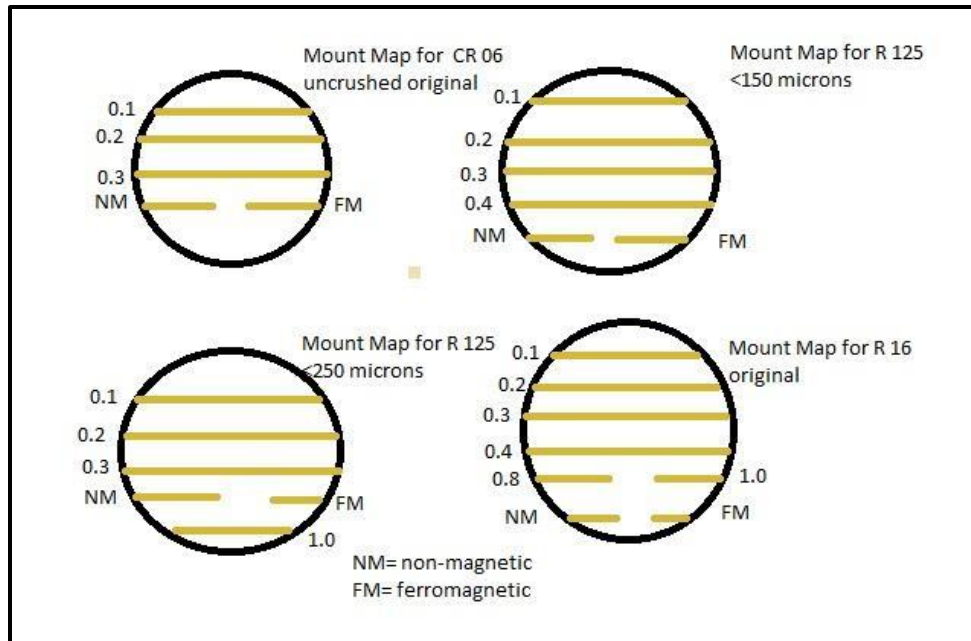 Mount Map for CR 06
uncrushed original
0.1
0.2
0.3
NM
FM
Mount Map for R 125
<150 microns
0.1
0.2
0.3
0.4
NM
FM
Mount Map for R 125
<250 microns
0.1
0.2
0.3
NM
FM
1.0
Mount Map for R 16
original
0.1
0.2
0.3
0.4
0.8
1.0
NM
FM
NM= non-magnetic
FM= ferromagnetic